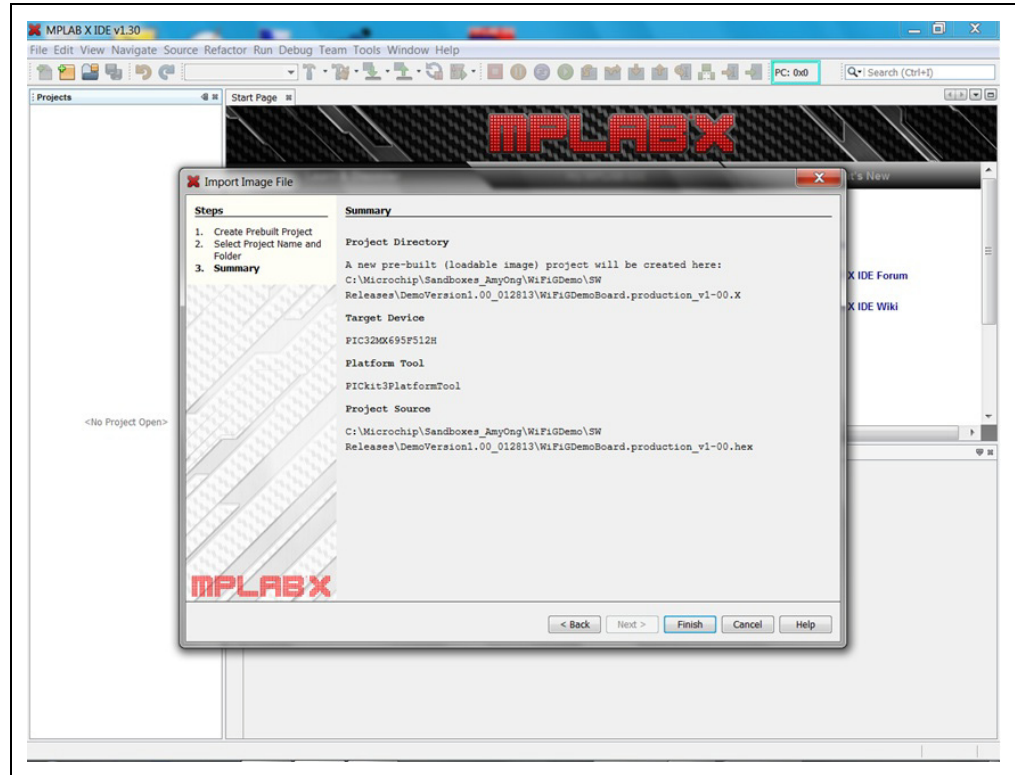 MPLAB X IDE v1.30
File Edit View Navigate Source Refactor Run Debug Team Tools Window Help
PC: 0x0
Search (Ctrl+I)
Projects
Start Page
MPLAB X
t's New
Import Image File
Steps
1. Create Prebuilt Project
2. Select Project Name and
Folder
3. Summary
Summary
Project Directory
A new pre-built (loadable image) project will be created here:
C:\Microchip\Sandboxes_AmyOng\WiFiGDemo\SW
Releases\DemoVersion1.00_012813\WiFiGDemoBoard.production_v1-00.X
Target Device
PIC32MX695F512H
Platform Tool
PICkit3PlatformTool
Project Source
C:\Microchip\Sandboxes_AmyOng\WiFiGDemo\SW
Releases\DemoVersion1.00_012813\WiFiGDemoBoard.production_v1-00.hex
X IDE Forum
X IDE Wiki
<No Project Open>
MPLAB X
< Back Next > Finish Cancel Help